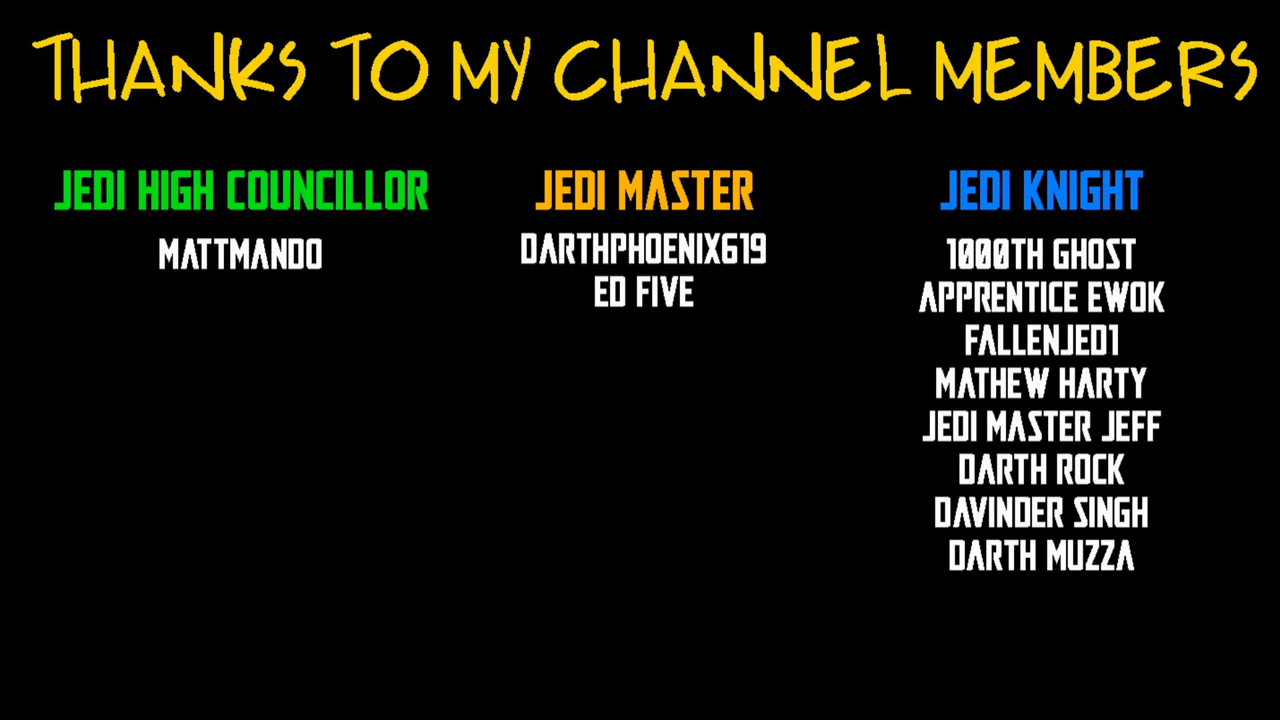 THANKS TO MY CHANNEL MEMBERS
JEDI HIGH COUNCILLOR
MATTMANDO
JEDI MASTER
DARTHPHOENIX619
ED FIVE
JEDI KNIGHT
1000TH GHOST
APPRENTICE EWOK
FALLENJED1
MATHEW HARTY
JEDI MASTER JEFF
DARTH ROCK
DAVINDER SINGH
DARTH MUZZA